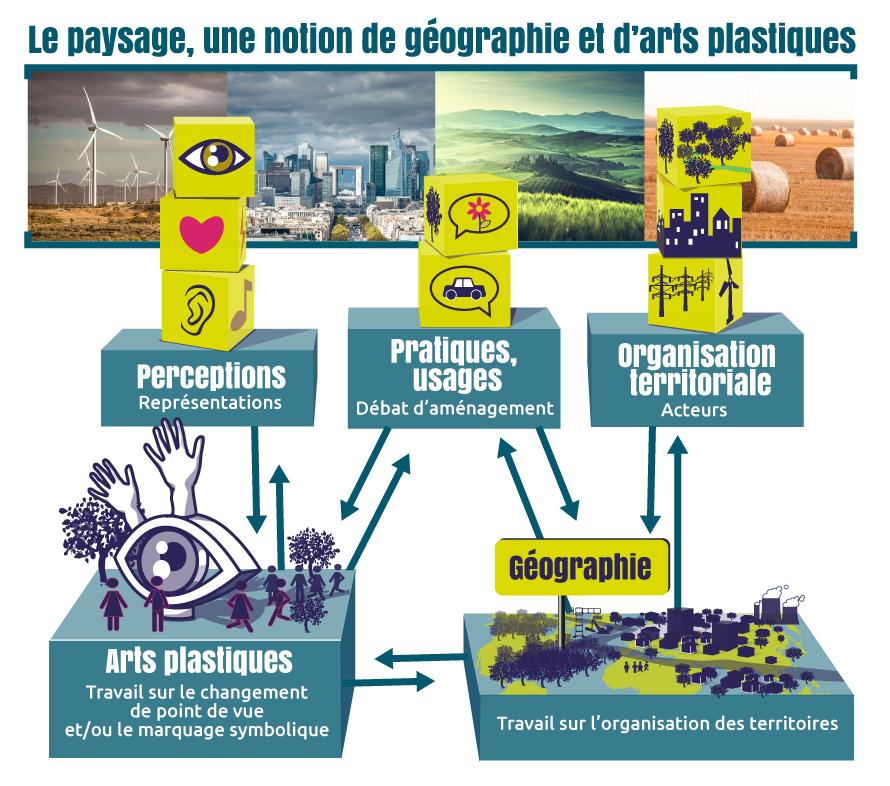 Le paysage, une notion de géographie et d'arts plastiques
Perceptions
Représentations
Pratiques,
usages
Débat d'aménagement
Organisation
territoriale
Acteurs
Géographie
Arts plastiques
Travail sur le changement
de point de vue
et/ou le marquage symbolique
Travail sur l'organisation des territoires